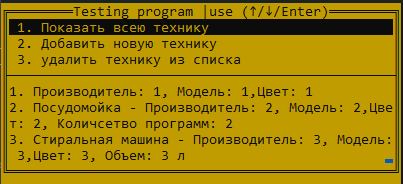 Testing program |use (↑/↓/Enter)
1. Показать всею технику
2. Добавить новую технику
3. удалить технику из списка
1. Производитель: 1, Модель: 1,Цвет: 1
2. Посудомойка - Производитель: 2, Модель: 2,Цве
т: 2, Количсетво программ: 2
3. Стиральная машина - Производитель: 3, Модель:
3,Цвет: 3, Объем: 3 л